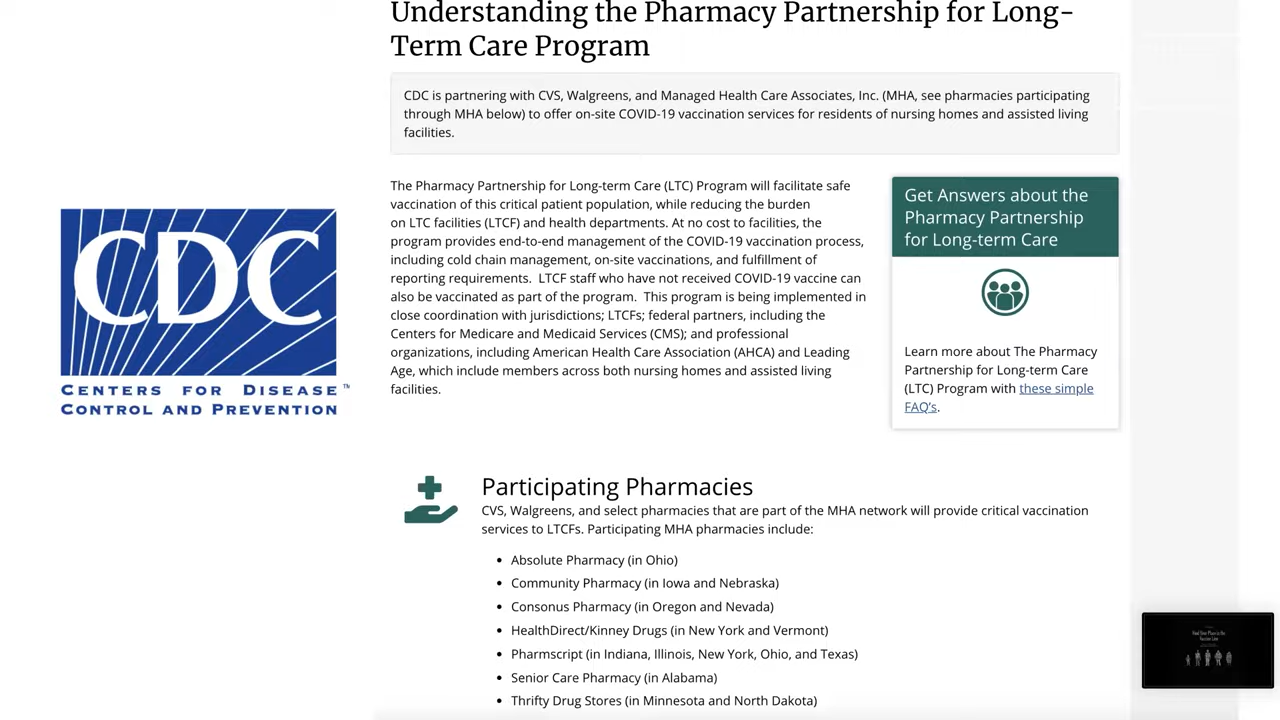 Understanding the Pharmacy Partnership for Long-
Term Care Program
CDC is partnering with CVS, Walgreens, and Managed Health Care Associates, Inc. (MHA, see pharmacies participating
through MHA below) to offer on-site COVID-19 vaccination services for residents of nursing homes and assisted living
facilities.
The Pharmacy Partnership for Long-term Care (LTC) Program will facilitate safe
vaccination of this critical patient population, while reducing the burden
on LTC facilities (LTCF) and health departments. At no cost to facilities, the
program provides end-to-end management of the COVID-19 vaccination process,
including cold chain management, on-site vaccinations, and fulfillment of
reporting requirements.  LTCF staff who have not received COVID-19 vaccine can
also be vaccinated as part of the program.  This program is being implemented in
close coordination with jurisdictions; LTCFs; federal partners, including the
Centers for Medicare and Medicaid Services (CMS); and professional
organizations, including American Health Care Association (AHCA) and Leading
Age, which include members across both nursing homes and assisted living
facilities.
Get Answers about the
Pharmacy Partnership
for Long-term Care
Learn more about The Pharmacy
Partnership for Long-term Care
(LTC) Program with these simple
FAQ's.
CDC
CENTERS FOR DISEASE™
CONTROL AND PREVENTION
Participating Pharmacies
CVS, Walgreens, and select pharmacies that are part of the MHA network will provide critical vaccination
services to LTCFs. Participating MHA pharmacies include:
• Absolute Pharmacy (in Ohio)
• Community Pharmacy (in Iowa and Nebraska)
• Consonus Pharmacy (in Oregon and Nevada)
• HealthDirect/Kinney Drugs (in New York and Vermont)
• Pharmscript (in Indiana, Illinois, New York, Ohio, and Texas)
• Senior Care Pharmacy (in Alabama)
• Thrifty Drug Stores (in Minnesota and North Dakota)
Find Your Place in the
Vaccine Line